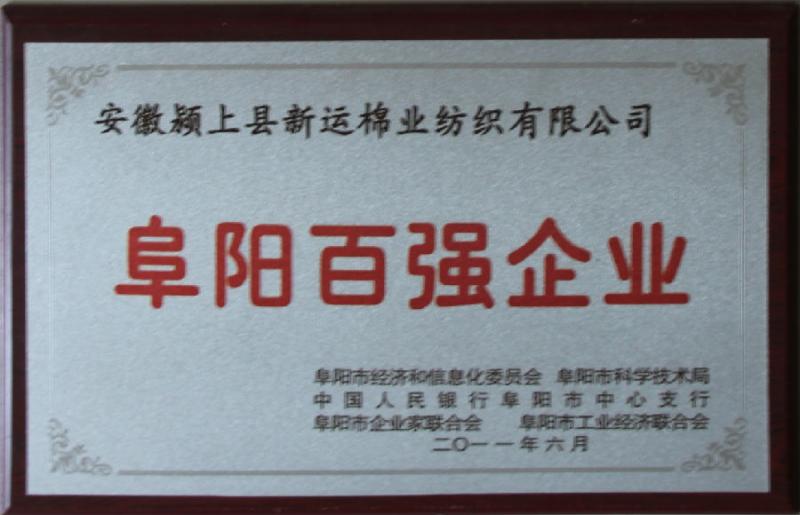 安徽颍上县新运棉业纺织有限公司
阜阳百强企业
阜阳市经济和信息化委员会 阜阳市科学技术局
中国人民银行阜阳市中心支行
阜阳市企业家联合会 阜阳市工业经济联合会
二〇一一年六月